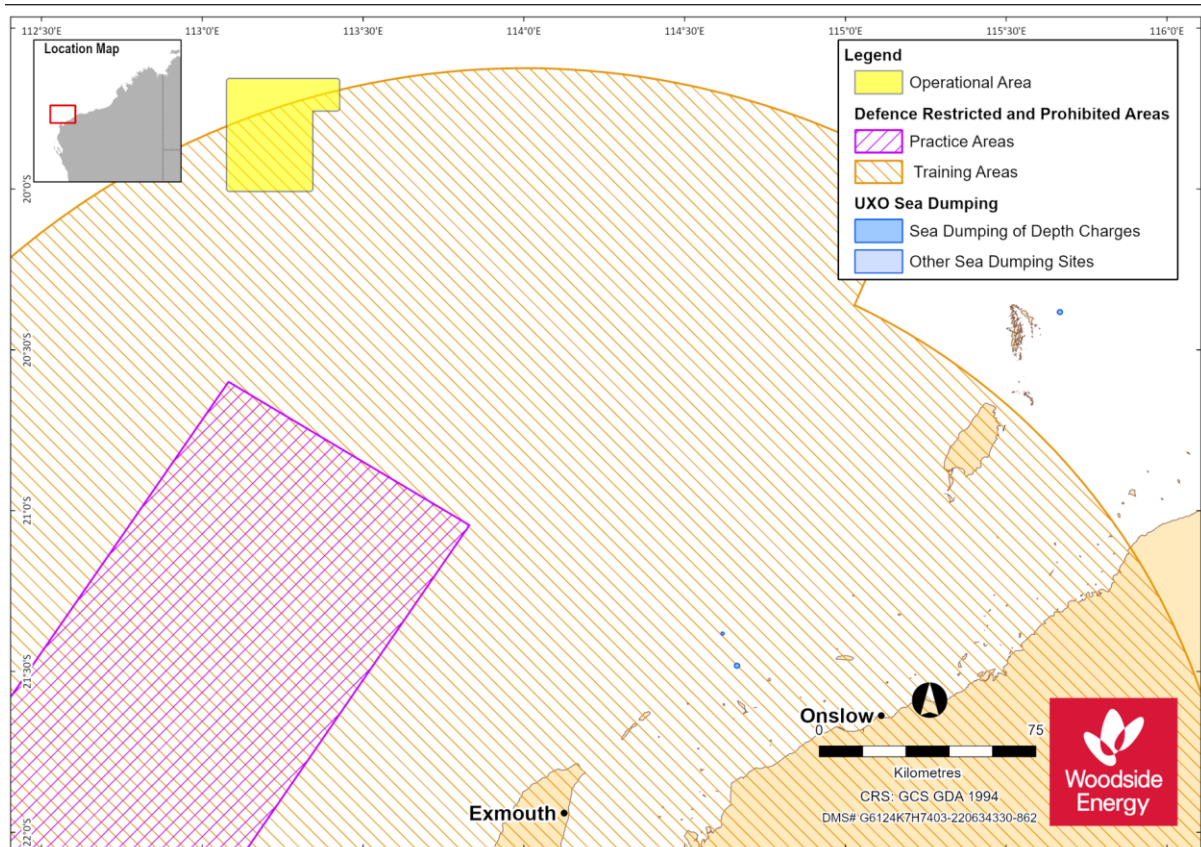 112°30'E 113°0'E 113°30'E 114°0'E 114°30'E 115°0'E 115°30'E 116°0'E
Location Map
Legend
Operational Area
Defence Restricted and Prohibited Areas
Practice Areas
Training Areas
UXO Sea Dumping
Sea Dumping of Depth Charges
Other Sea Dumping Sites
20°0'S
20°30'S
21°0'S
21°30'S
22°0'S
Onslow
Exmouth
0 75
Kilometres
CRS: GCS GDA 1994
DMS# G6124K7H7403-220634330-862
Woodside
Energy